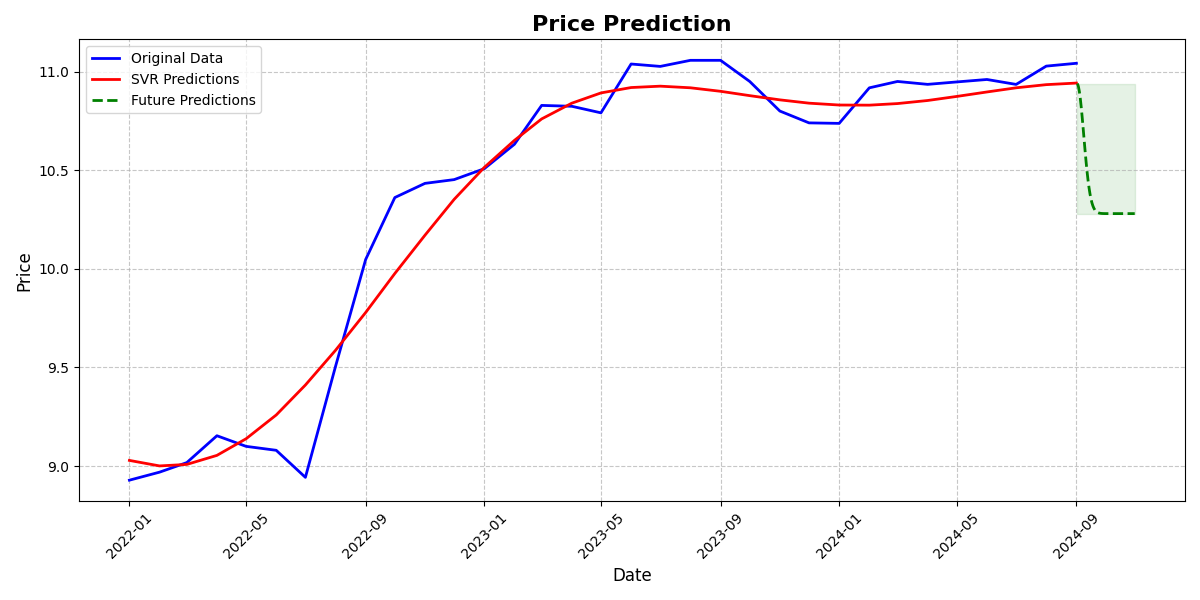 Price Prediction
Original Data
SVR Predictions
Future Predictions
Price
11.0
10.5
10.0
9.5
9.0
2022-01
2022-05
2022-09
2023-01
2023-05
2023-09
2024-01
2024-05
2024-09
Date